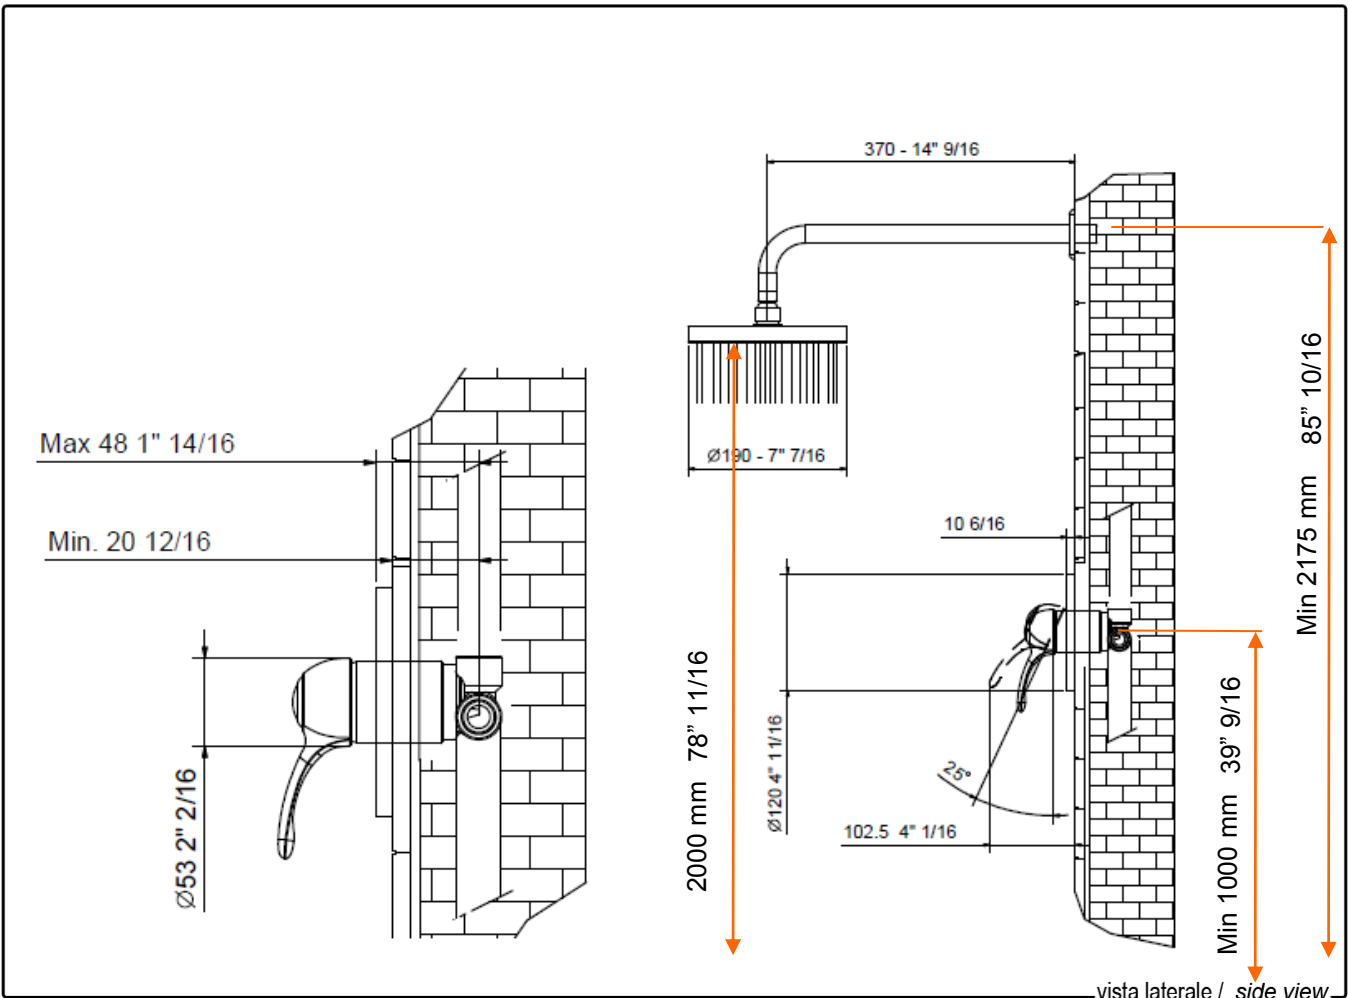 370 - 14" 9/16
Max 48 1" 14/16
Ø190 - 7" 7/16
Min. 20 12/16
10 6/16
Ø53 2" 2/16
2000 mm 78” 11/16
Ø120 4" 11/16
25°
102.5 4" 1/16
Min 1000 mm 39” 9/16
Min 2175 mm 85” 10/16
vista laterale / side view